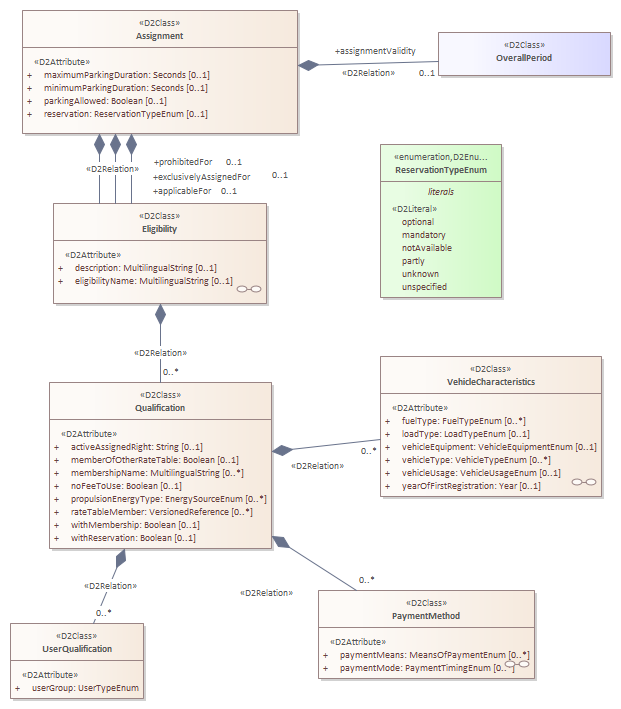 «D2Class»
Assignment
«D2Attribute»
+ maximumParkingDuration: Seconds [0..1]
+ minimumParkingDuration: Seconds [0..1]
+ parkingAllowed: Boolean [0..1]
+ reservation: ReservationTypeEnum [0..1]
+assignmentValidity
«D2Relation» 0..1
«D2Class»
OverallPeriod
«D2Relation»
+prohibitedFor 0..1
+exclusivelyAssignedFor 0..1
+applicableFor 0..1
«enumeration,D2Enu...
ReservationTypeEnum
literals
«D2Literal»
optional
mandatory
notAvailable
partly
unknown
unspecified
«D2Class»
Eligibility
«D2Attribute»
+ description: MultilingualString [0..1]
+ eligibilityName: MultilingualString [0..1]
«D2Relation»
0..*
«D2Class»
Qualification
«D2Attribute»
+ activeAssignedRight: String [0..1]
+ memberOfOtherRateTable: Boolean [0..1]
+ membershipName: MultilingualString [0..*]
+ noFeeToUse: Boolean [0..1]
+ propulsionEnergyType: EnergySourceEnum [0..*]
+ rateTableMember: VersionedReference [0..*]
+ withMembership: Boolean [0..1]
+ withReservation: Boolean [0..1]
«D2Relation»
0..*
«D2Class»
VehicleCharacteristics
«D2Attribute»
+ fuelType: FuelTypeEnum [0..*]
+ loadType: LoadTypeEnum [0..1]
+ vehicleEquipment: VehicleEquipmentEnum [0..1]
+ vehicleType: VehicleTypeEnum [0..*]
+ vehicleUsage: VehicleUsageEnum [0..1]
+ yearOfFirstRegistration: Year [0..1]
«D2Relation»
0..*
«D2Class»
UserQualification
«D2Attribute»
+ userGroup: UserTypeEnum
«D2Relation»
0..*
«D2Class»
PaymentMethod
«D2Attribute»
+ paymentMeans: MeansOfPaymentEnum [0..*]
+ paymentMode: PaymentTimingEnum [0..*]